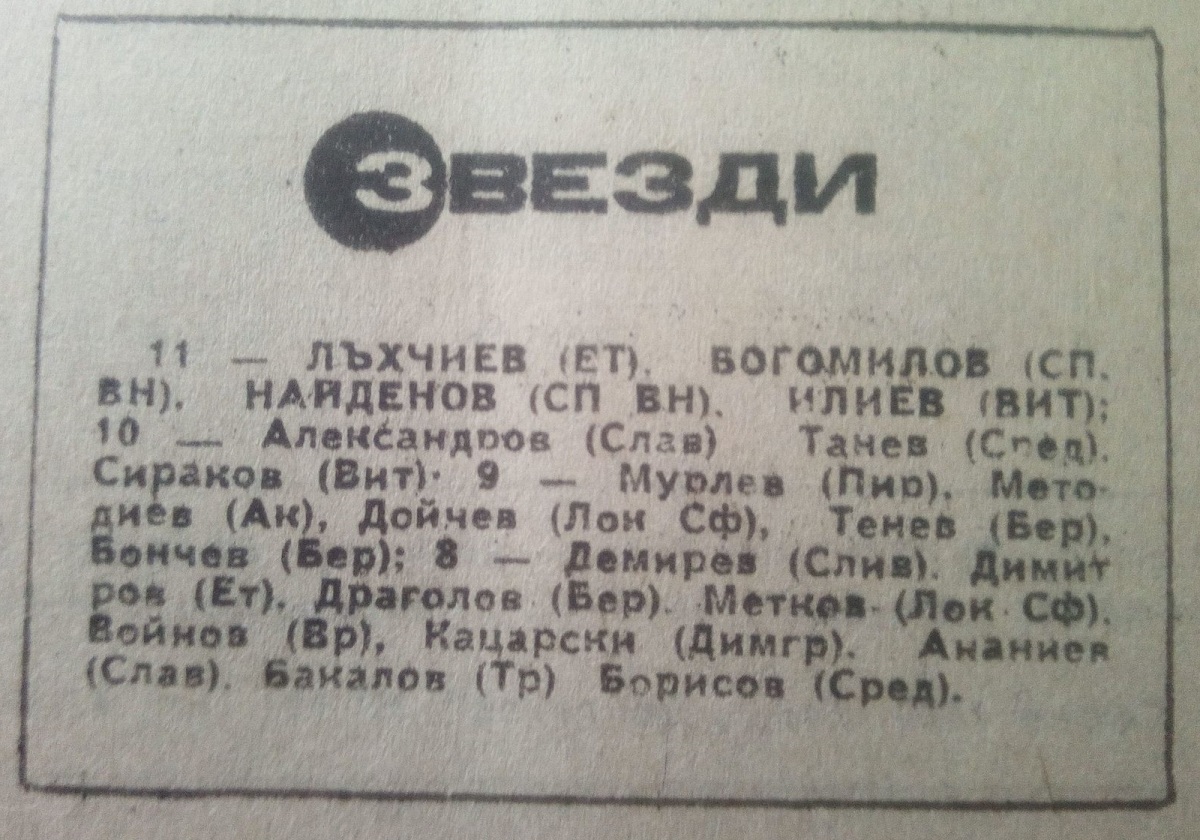 ЗВЕЗДИ
11 — ЛЪХЧИЕВ (ЕТ). БОГОМИЛОВ (СП.
ВН). НАЙДЕНОВ (СП ВН). ИЛИЕВ (ВИТ);
10 — Александров (Слав) Танев (Сред).
Сираков (Вит); 9 — Мурлев (Пир). Мето-
диев (Ак), Дойчев (Лок Сф), Тенев (Бер),
Бончев (Бер); 8 — Демирев (Слив). Димит
ров (Ет). Драголов (Бер). Метков (Лок Сф).
Войнов (Вр), Кацарски (Димгр). Ананиев
(Слав). Бакалов (Тр) Борисов (Сред).